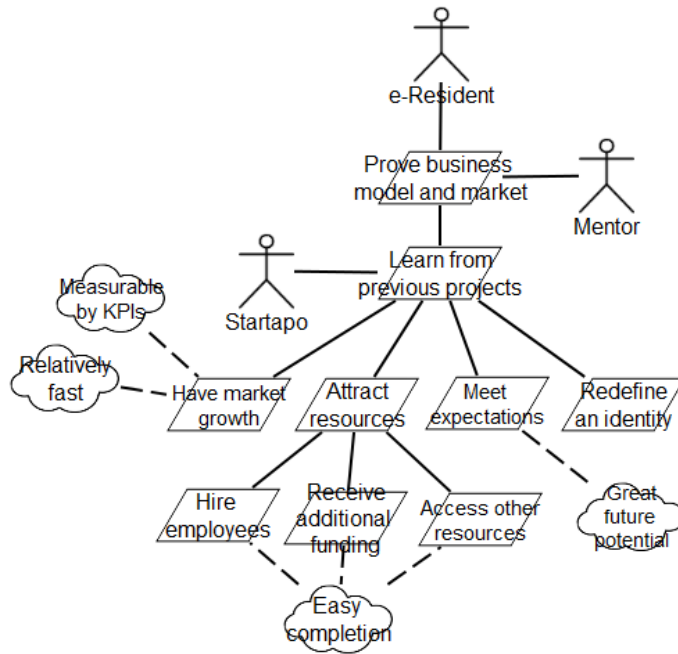 e-Resident
Prove business
model and market
Mentor
Learn from
previous projects
Startapo
Measurable
by KPIs
Relatively
fast
Have market
growth
Attract
resources
Meet
expectations
Redefine
an identity
Hire
employees
Receive
additional
funding
Access other
resources
Great
future
potential
Easy
completion